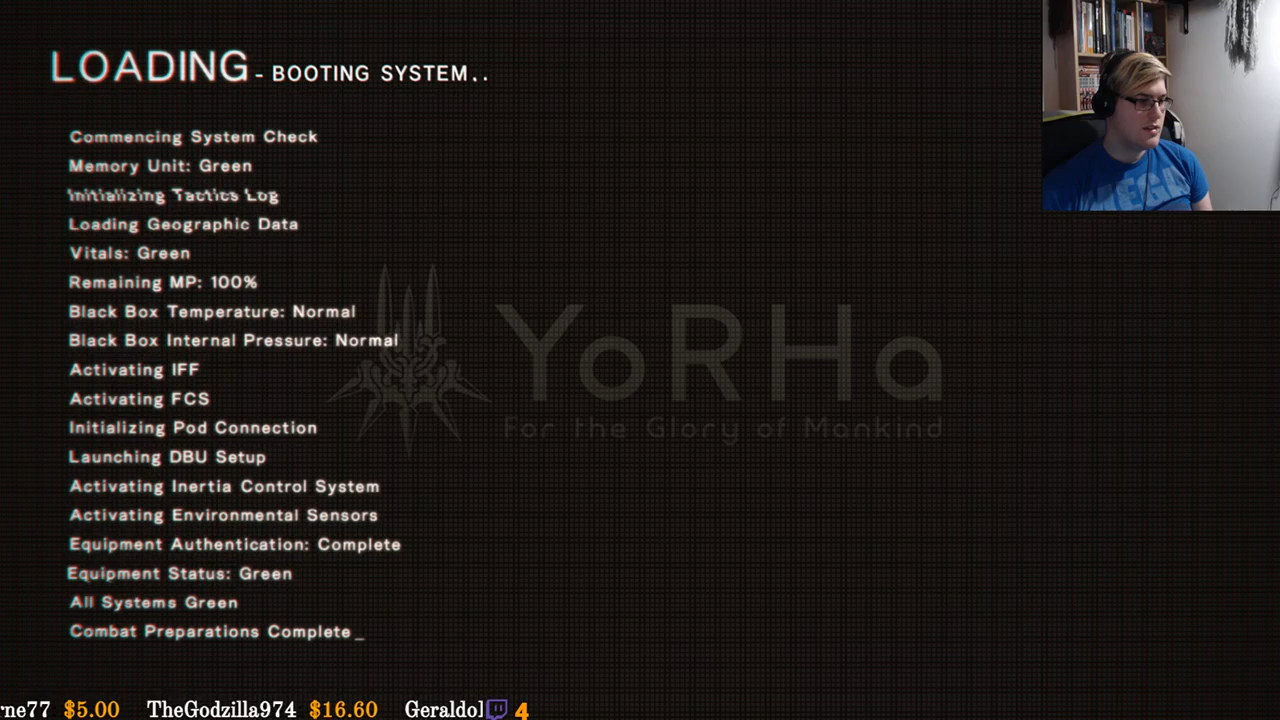 LOADING - BOOTING SYSTEM..
Commencing System Check
Memory Unit: Green
Initializing Tactics Log
Loading Geographic Data
Vitals: Green
Remaining MP: 100%
Black Box Temperature: Normal
Black Box Internal Pressure: Normal
Activating IFF
Activating FCS
Initializing Pod Connection
Launching DBU Setup
Activating Inertia Control System
Activating Environmental Sensors
Equipment Authentication: Complete
Equipment Status: Green
All Systems Green
Combat Preparations Complete _
YoRHa
For the Glory of Mankind
rne77 $5.00 TheGodzilla974 $16.60 Geraldo 4